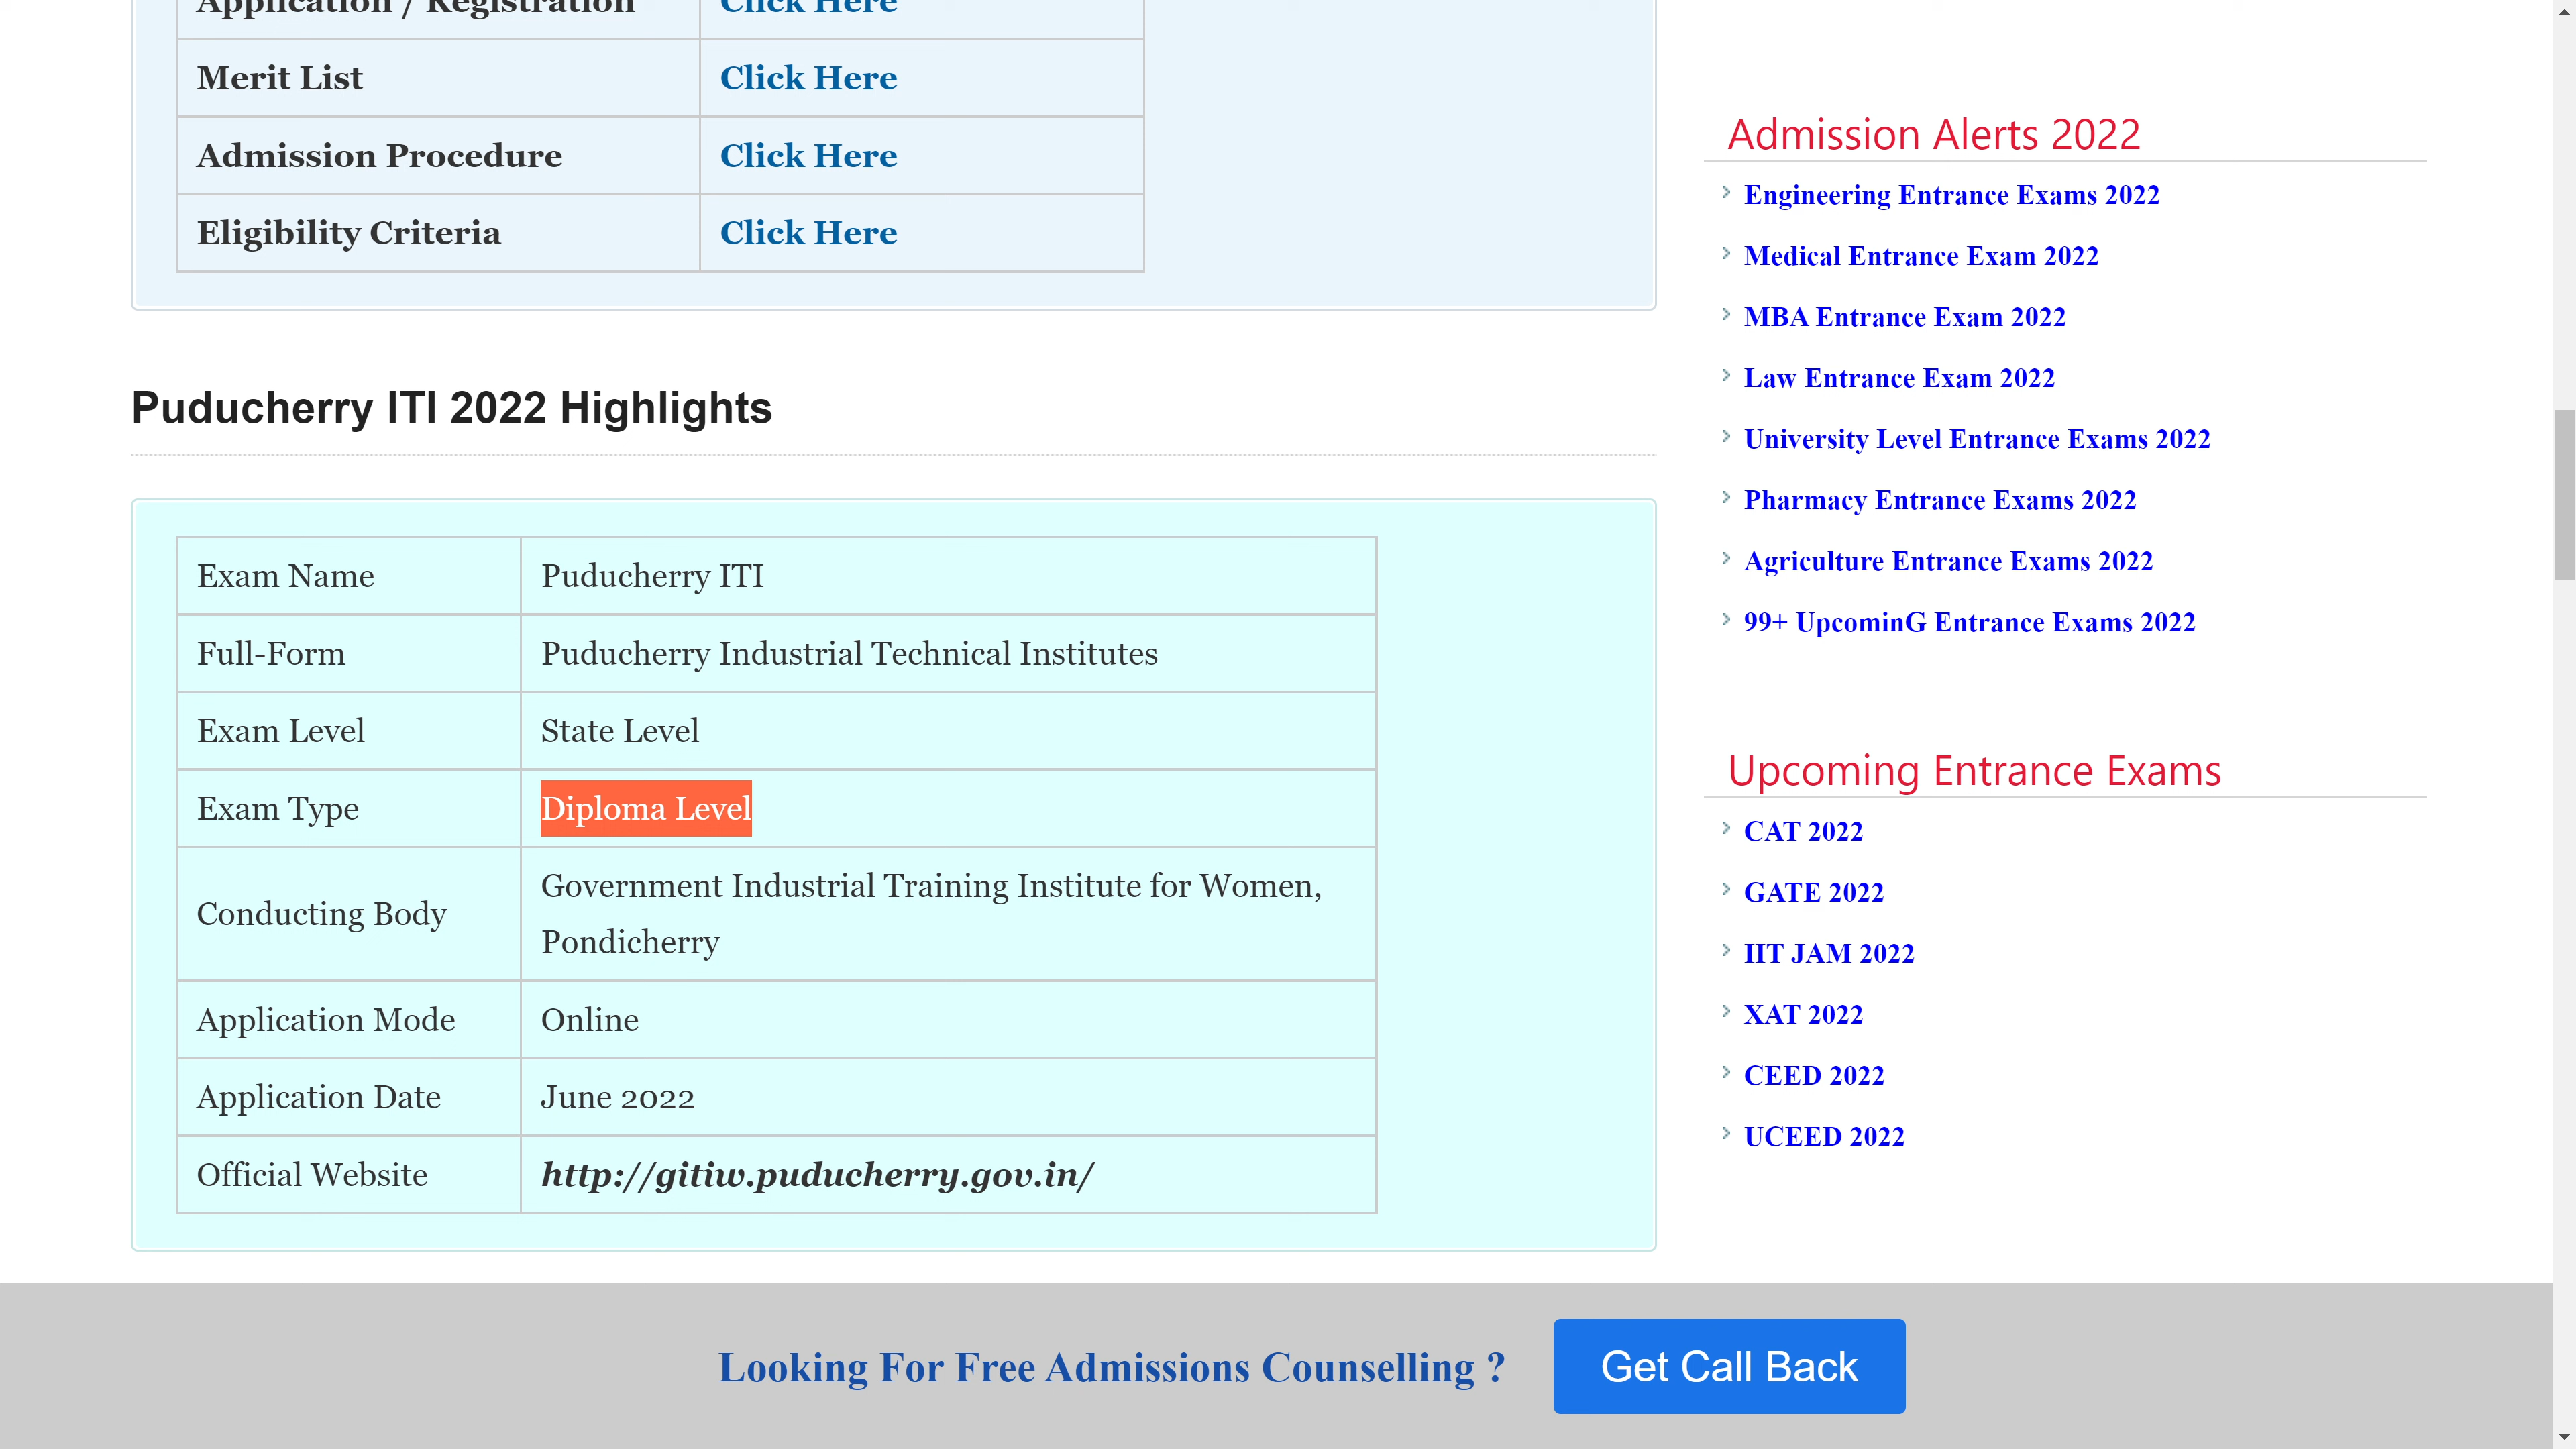 Application / Registration Click Here
Merit List Click Here
Admission Procedure Click Here
Eligibility Criteria Click Here
Puducherry ITI 2022 Highlights
Exam Name Puducherry ITI
Full-Form Puducherry Industrial Technical Institutes
Exam Level State Level
Exam Type Diploma Level
Conducting Body Government Industrial Training Institute for Women,
Pondicherry
Application Mode Online
Application Date June 2022
Official Website http://gitiw.puducherry.gov.in/
Admission Alerts 2022
Engineering Entrance Exams 2022
Medical Entrance Exam 2022
MBA Entrance Exam 2022
Law Entrance Exam 2022
University Level Entrance Exams 2022
Pharmacy Entrance Exams 2022
Agriculture Entrance Exams 2022
99+ UpcominG Entrance Exams 2022
Upcoming Entrance Exams
CAT 2022
GATE 2022
IIT JAM 2022
XAT 2022
CEED 2022
UCEED 2022
Looking For Free Admissions Counselling ? Get Call Back